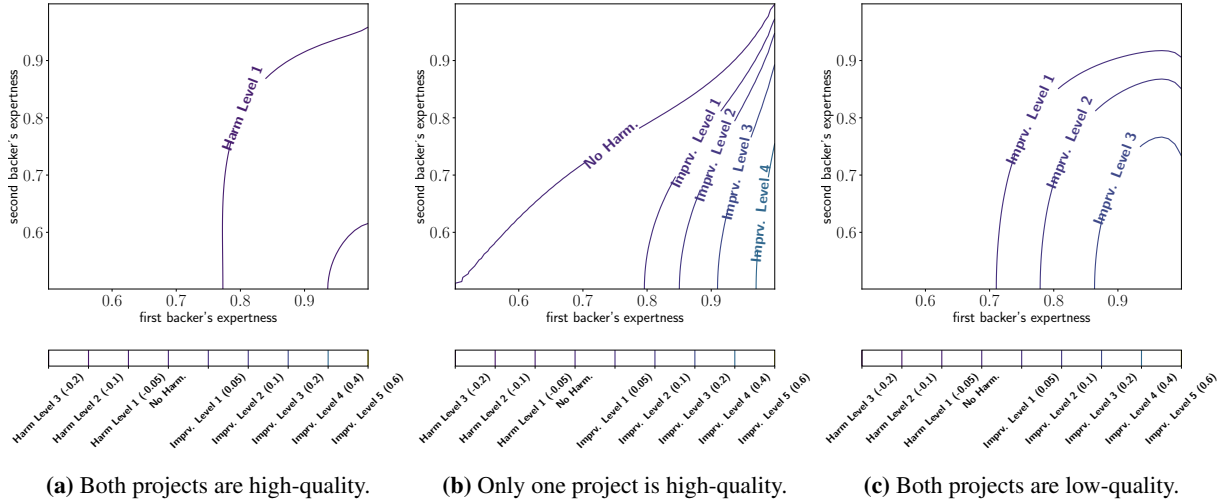 second backer's expertness
0.9
0.8
0.7
0.6
Harm Level 1
0.6 0.7 0.8 0.9
first backer's expertness
Harm Level 3 (-0.2)
Harm Level 2 (-0.1)
Harm Level 1 (-0.05)
No Harm.
Imprv. Level 1 (0.05)
Imprv. Level 2 (0.1)
Imprv. Level 3 (0.2)
Imprv. Level 4 (0.4)
Imprv. Level 5 (0.6)
(a) Both projects are high-quality.
second backer's expertness
0.9
0.8
0.7
0.6
No Harm.
Imprv. Level 1
Imprv. Level 2
Imprv. Level 3
Imprv. Level 4
0.6 0.7 0.8 0.9
first backer's expertness
Harm Level 3 (-0.2)
Harm Level 2 (-0.1)
Harm Level 1 (-0.05)
No Harm.
Imprv. Level 1 (0.05)
Imprv. Level 2 (0.1)
Imprv. Level 3 (0.2)
Imprv. Level 4 (0.4)
Imprv. Level 5 (0.6)
(b) Only one project is high-quality.
second backer's expertness
0.9
0.8
0.7
0.6
Imprv. Level 1
Imprv. Level 2
Imprv. Level 3
0.6 0.7 0.8 0.9
first backer's expertness
Harm Level 3 (-0.2)
Harm Level 2 (-0.1)
Harm Level 1 (-0.05)
No Harm.
Imprv. Level 1 (0.05)
Imprv. Level 2 (0.1)
Imprv. Level 3 (0.2)
Imprv. Level 4 (0.4)
Imprv. Level 5 (0.6)
(c) Both projects are low-quality.